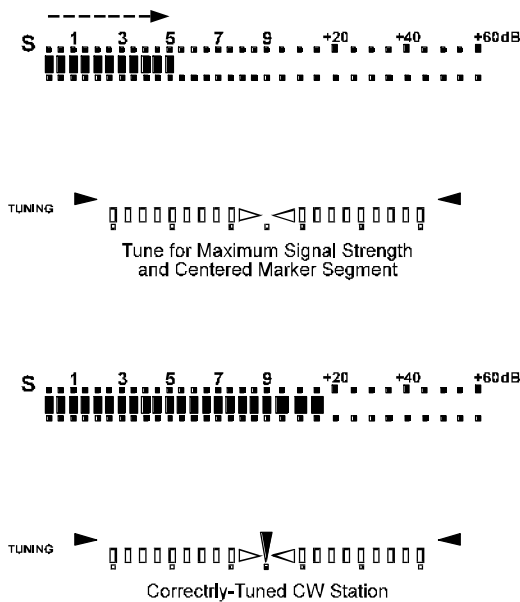 S 1 3 5 7 9 +20 +40 +60dB
TUNING
Tune for Maximum Signal Strength
and Centered Marker Segment
S 1 3 5 7 9 +20 +40 +60dB
TUNING
Correctrly-Tuned CW Station